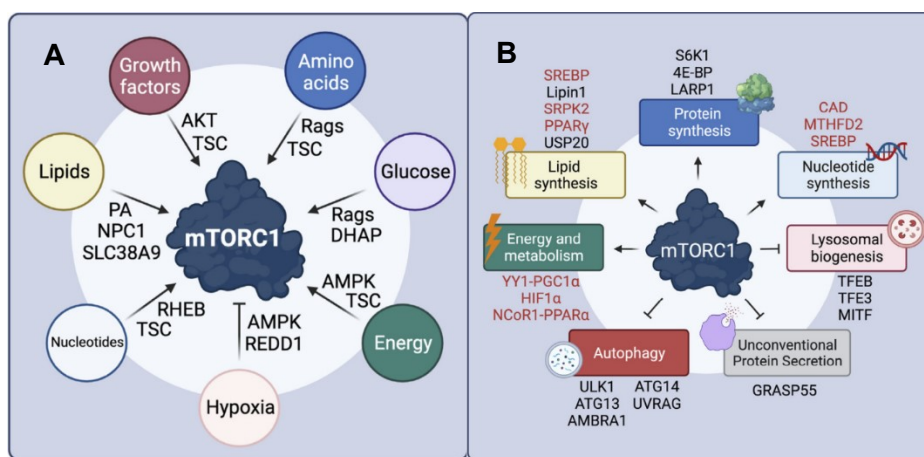 A
Growth
factors
AKT
TSC
Amino
acids
Rags
TSC
Lipids
PA
NPC1
SLC38A9
Glucose
Rags
DHAP
mTORC1
Nucleotides
RHEB
TSC
AMPK
TSC
Energy
AMPK
REDD1
Hypoxia
B
SREBP
Lipin1
SRPK2
PPARγ
USP20
Lipid
synthesis
S6K1
4E-BP
LARP1
Protein
synthesis
CAD
MTHFD2
SREBP
Nucleotide
synthesis
Energy and
metabolism
YY1-PGC1α
HIF1α
NCoR1-PPARα
mTORC1
Lysosomal
biogenesis
TFEB
TFE3
MITF
Autophagy
ULK1
ATG13
AMBRA1
ATG14
UVRAG
Unconventional
Protein Secretion
GRASP55